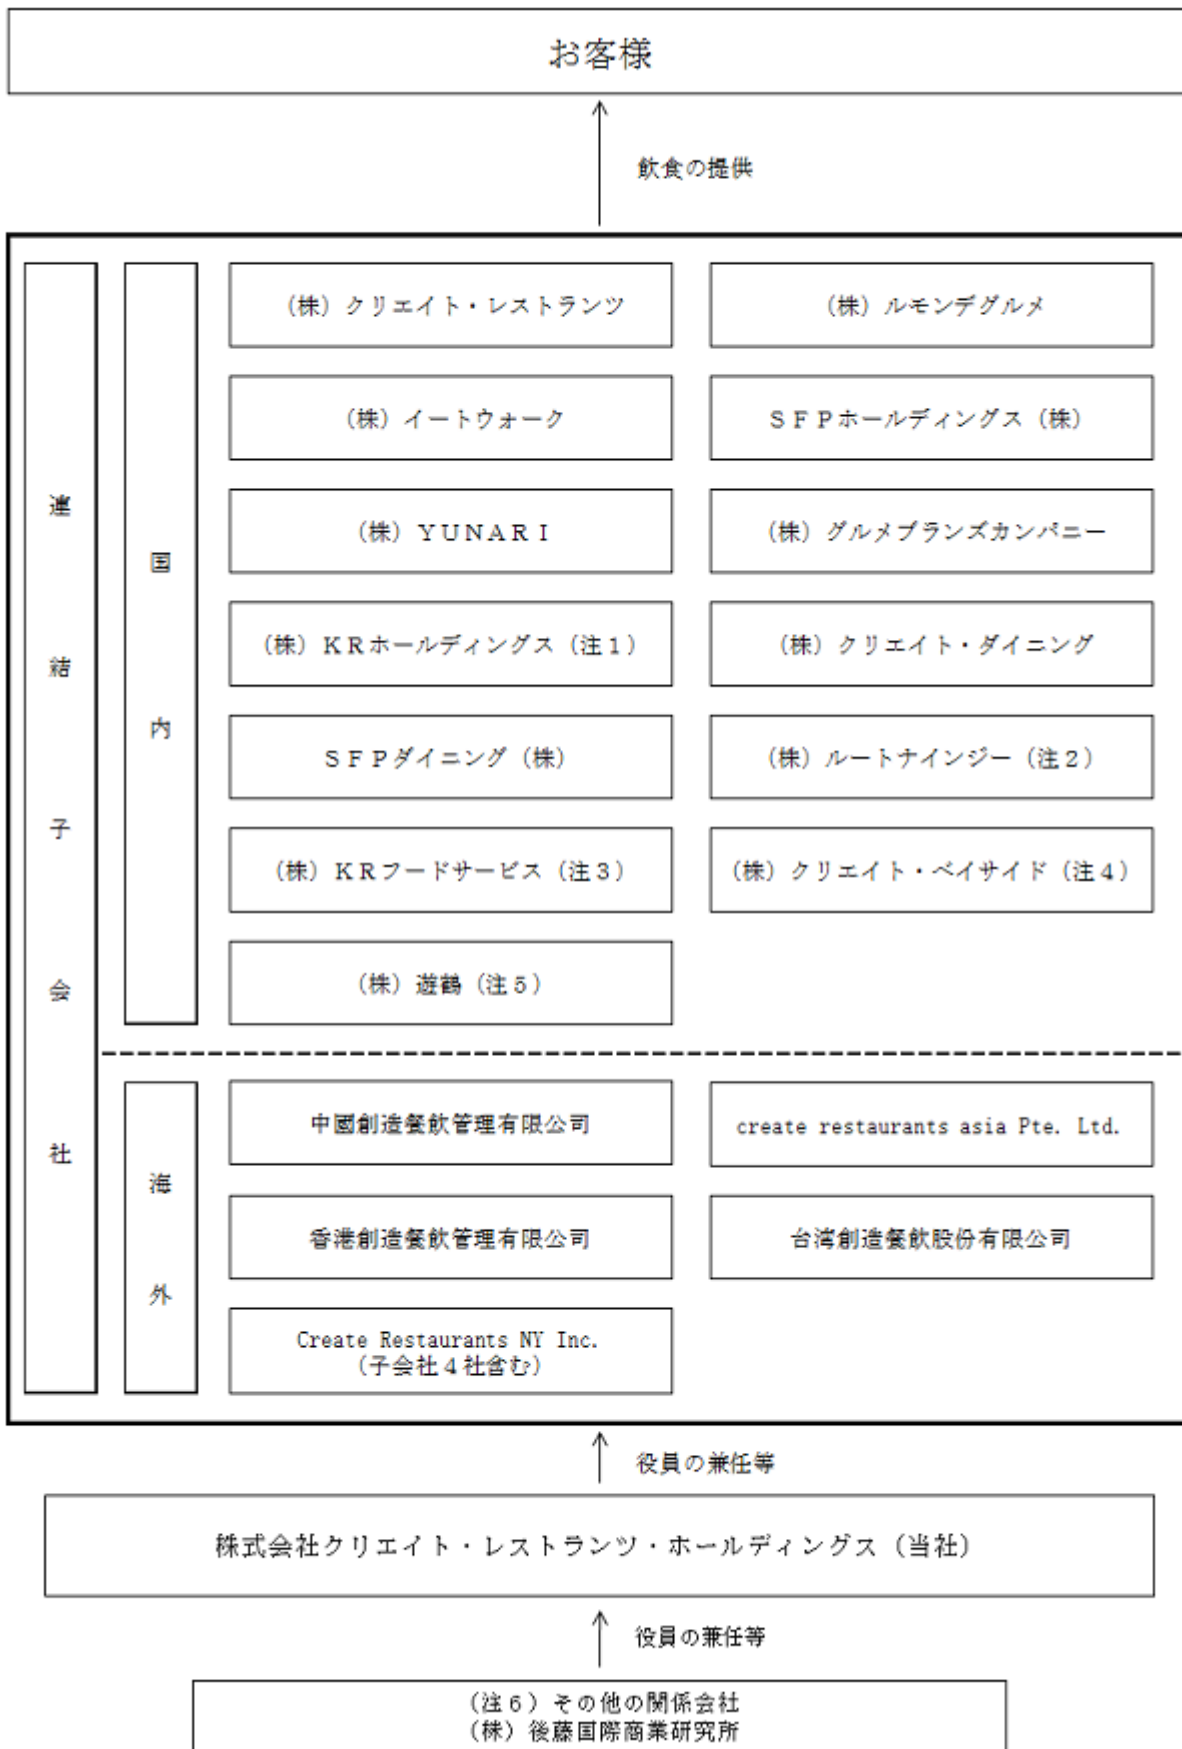 お客様
飲食の提供
連結子会社
国内
(株)クリエイト・レストランツ
(株)ルモンデグルメ
(株)イートウォーク
ＳＦＰホールディングス(株)
(株)ＹＵＮＡＲＩ
(株)グルメブランズカンパニー
(株)ＫＲホールディングス(注１)
(株)クリエイト・ダイニング
ＳＦＰダイニング(株)
(株)ルートナインジー(注２)
(株)ＫＲフードサービス(注３)
(株)クリエイト・ベイサイド(注４)
(株)遊鶴(注５)
海外
中國創造餐飲管理有限公司
create restaurants asia Pte. Ltd.
香港創造餐飲管理有限公司
台湾創造餐飲股份有限公司
Create Restaurants NY Inc.
(子会社４社含む)
役員の兼任等
株式会社クリエイト・レストランツ・ホールディングス(当社)
役員の兼任等
(注６)その他の関係会社
(株)後藤国際商業研究所